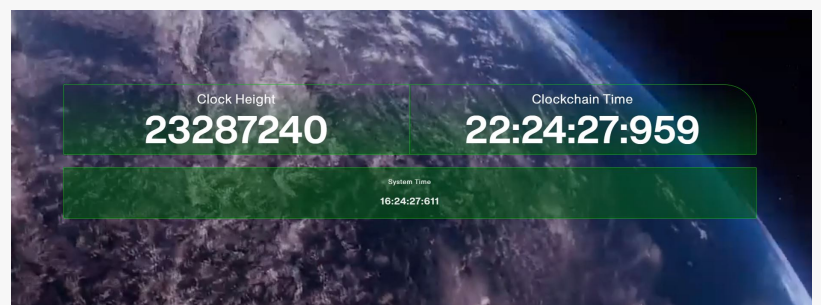 Clock Height
23287240
Clockchain Time
22:24:27:959
System Time
16:24:27:611